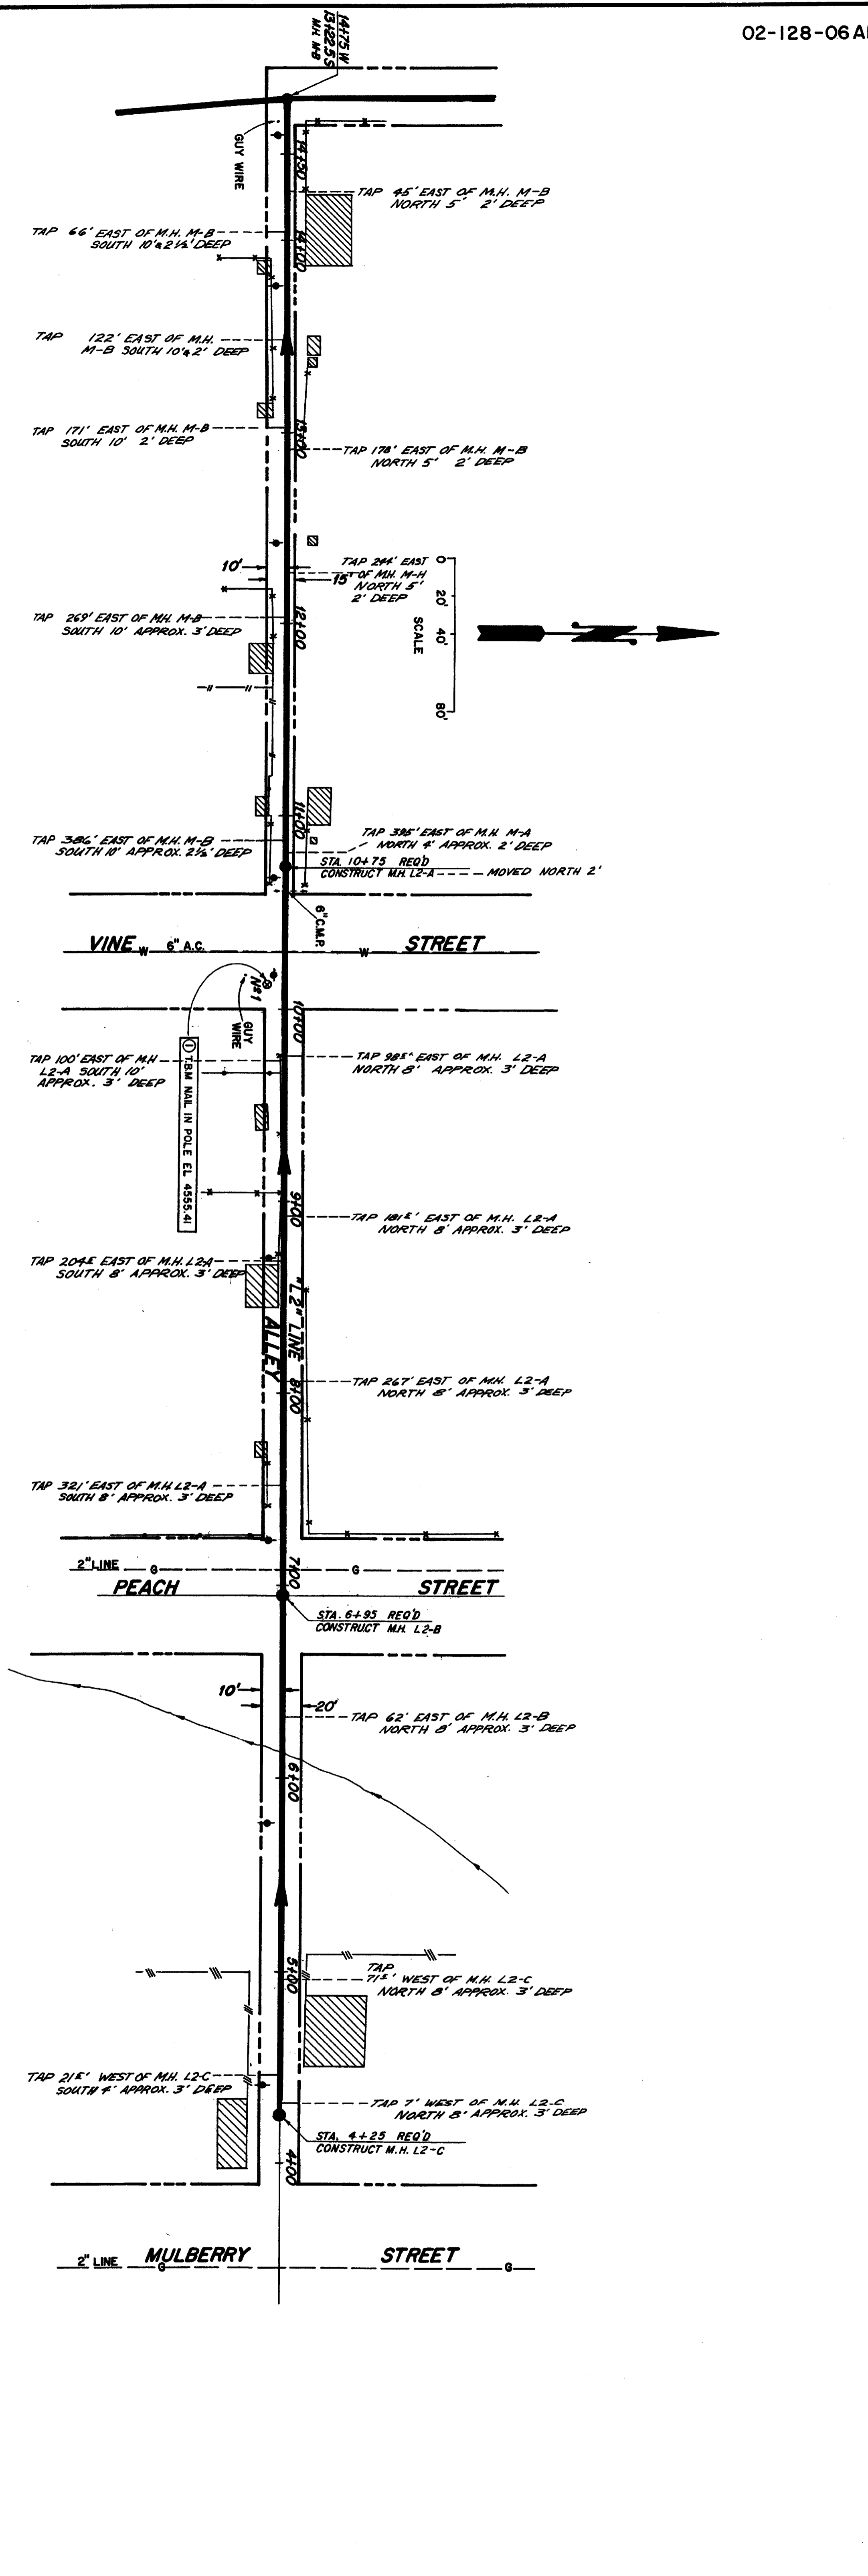 02-128-06
14+75 W
13+22.5 S
M.H. M-B
GUY WIRE
14+50
TAP 45' EAST OF M.H. M-B
NORTH 5' 2' DEEP
TAP 66' EAST OF M.H. M-B
SOUTH 10' & 2½' DEEP
14+00
TAP 122' EAST OF M.H.
M-B SOUTH 10' & 2' DEEP
TAP 171' EAST OF M.H. M-B
SOUTH 10' 2' DEEP
13+00
TAP 178' EAST OF M.H. M-B
NORTH 5' 2' DEEP
10'
15'
TAP 244' EAST
OF M.H. M-H
NORTH 5'
2' DEEP
0
20'
40'
80'
SCALE
TAP 269' EAST OF M.H. M-B
SOUTH 10' APPROX. 3' DEEP
12+00
11+00
TAP 386' EAST OF M.H. M-B
SOUTH 10' APPROX. 2½' DEEP
TAP 395' EAST OF M.H. M-A
NORTH 4' APPROX. 2' DEEP
STA. 10+75 REQ'D
CONSTRUCT M.H. L2-A - - - - MOVED NORTH 2'
6" C.M.P.
VINE W 6" A.C. W STREET
Nº 1
GUY
WIRE
10+00
① T.B.M NAIL IN POLE EL 4555.41
TAP 100' EAST OF M.H
L2-A SOUTH 10'
APPROX. 3' DEEP
TAP 98±' EAST OF M.H. L2-A
NORTH 8' APPROX. 3' DEEP
9+00
TAP 181±' EAST OF M.H. L2-A
NORTH 8' APPROX. 3' DEEP
TAP 204± EAST OF M.H. L2-A
SOUTH 8' APPROX. 3' DEEP
"L2" LINE
ALLEY
8+00
TAP 267' EAST OF M.H. L2-A
NORTH 8' APPROX. 3' DEEP
TAP 321' EAST OF M.H L2-A
SOUTH 8' APPROX. 3' DEEP
7+00
2" LINE G G
PEACH STREET
STA. 6+95 REQ'D
CONSTRUCT M.H. L2-B
10'
20'
TAP 62' EAST OF M.H. L2-B
NORTH 8' APPROX. 3' DEEP
6+00
5+00
TAP
71±' WEST OF M.H. L2-C
NORTH 8' APPROX. 3' DEEP
TAP 21±' WEST OF M.H. L2-C
SOUTH 4' APPROX. 3' DEEP
TAP 7' WEST OF M.H. L2-C
NORTH 8' APPROX. 3' DEEP
STA. 4+25 REQ'D
CONSTRUCT M.H. L2-C
4+00
MULBERRY STREET
2" LINE G G